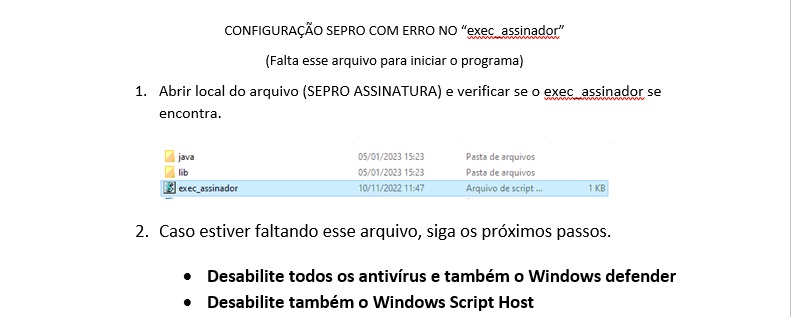 CONFIGURAÇÃO SEPRO COM ERRO NO “exec_assinador”
(Falta esse arquivo para iniciar o programa)
1. Abrir local do arquivo (SEPRO ASSINATURA) e verificar se o exec_assinador se
encontra.
java 05/01/2023 15:23 Pasta de arquivos
lib 05/01/2023 15:23 Pasta de arquivos
exec_assinador 10/11/2022 11:47 Arquivo de script ... 1 KB
2. Caso estiver faltando esse arquivo, siga os próximos passos.
• Desabilite todos os antivírus e também o Windows defender
• Desabilite também o Windows Script Host